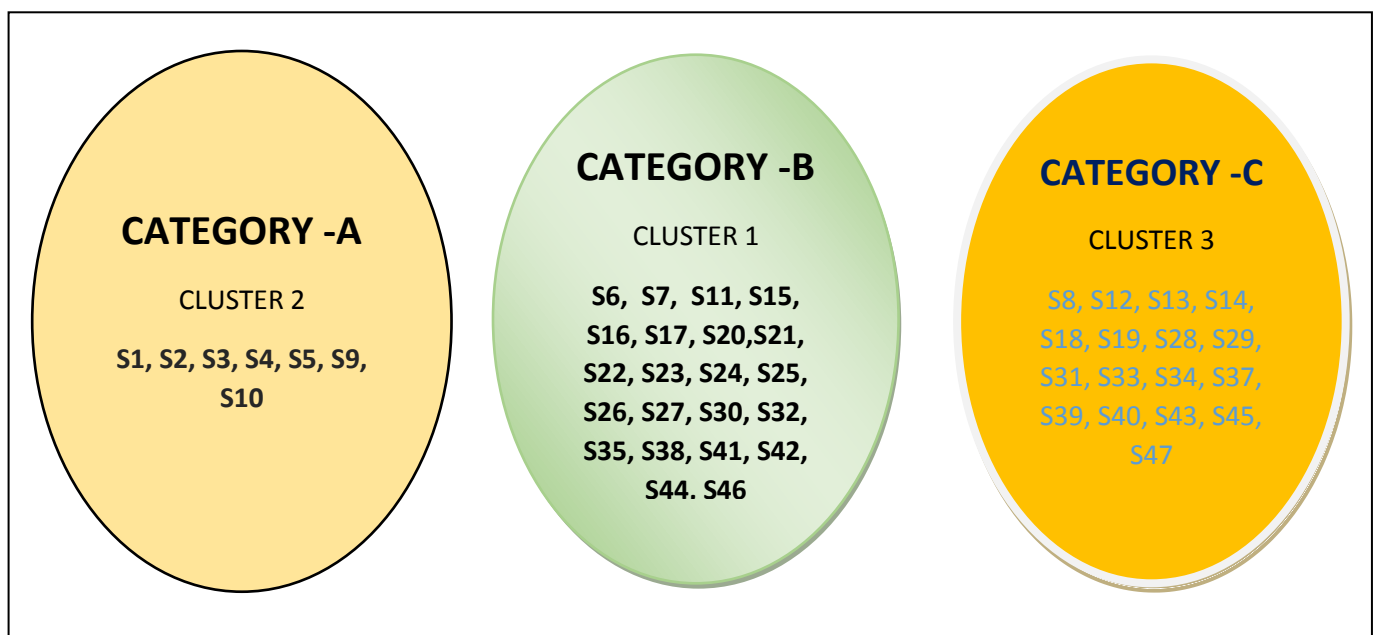 CATEGORY -A
CLUSTER 2
S1, S2, S3, S4, S5, S9,
S10
CATEGORY -B
CLUSTER 1
S6,  S7,  S11, S15,
S16, S17, S20,S21,
S22, S23, S24, S25,
S26, S27, S30, S32,
S35, S38, S41, S42,
S44. S46
CATEGORY -C
CLUSTER 3
S8, S12, S13, S14,
S18, S19, S28, S29,
S31, S33, S34, S37,
S39, S40, S43, S45,
S47